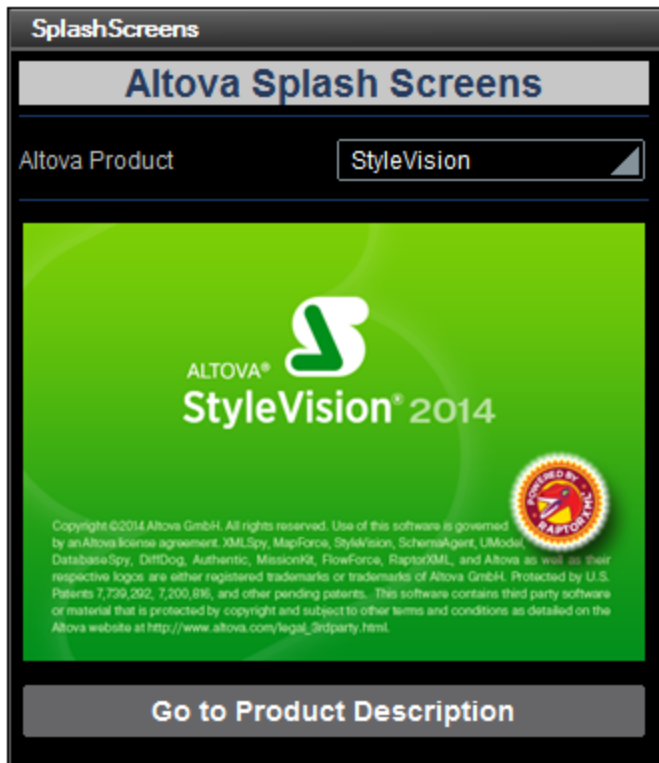 SplashScreens
Altova Splash Screens
Altova Product
StyleVision
ALTOVA®
StyleVision® 2014
POWERED BY
RAPTORXML
Copyright ©2014 Altova GmbH. All rights reserved. Use of this software is governed
by an Altova license agreement. XMLSpy, MapForce, StyleVision, SchemaAgent, UModel,
DatabaseSpy, DiffDog, Authentic, MissionKit, FlowForce, RaptorXML, and Altova as well as their
respective logos are either registered trademarks or trademarks of Altova GmbH. Protected by U.S.
Patents 7,739,292, 7,200,816, and other pending patents. This software contains third party software
or material that is protected by copyright and subject to other terms and conditions as detailed on the
Altova website at http://www.altova.com/legal_3rdparty.html.
Go to Product Description